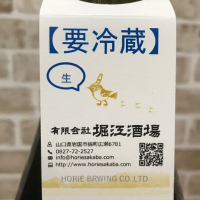 【要冷蔵】
生
有限会社 堀江酒場
山口県岩国市錦町広瀬6781
0827-72-2527
info@horiesakaba.com
http://www.horiesakaba.com
HORIE BRWING CO LTD